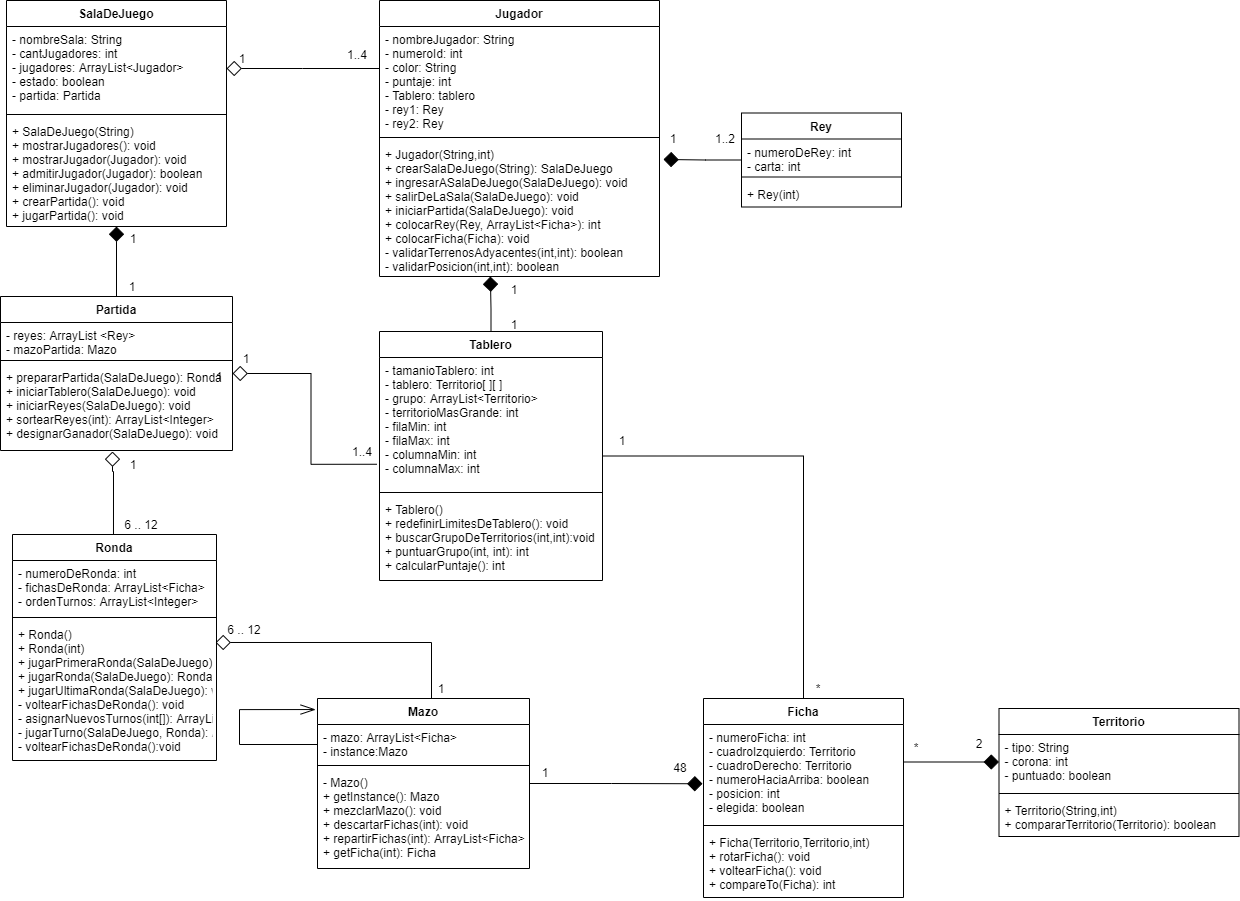 SalaDeJuego
- nombreSala: String
- cantJugadores: int
- jugadores: ArrayList<Jugador>
- estado: boolean
- partida: Partida
+ SalaDeJuego(String)
+ mostrarJugadores(): void
+ mostrarJugador(Jugador): void
+ admitirJugador(Jugador): boolean
+ eliminarJugador(Jugador): void
+ crearPartida(): void
+ jugarPartida(): void
1
1..4
Jugador
- nombreJugador: String
- numeroId: int
- color: String
- puntaje: int
- Tablero: tablero
- rey1: Rey
- rey2: Rey
+ Jugador(String,int)
+ crearSalaDeJuego(String): SalaDeJuego
+ ingresarASalaDeJuego(SalaDeJuego): void
+ salirDeLaSala(SalaDeJuego): void
+ iniciarPartida(SalaDeJuego): void
+ colocarRey(Rey, ArrayList<Ficha>): int
+ colocarFicha(Ficha): void
- validarTerrenosAdyacentes(int,int): boolean
- validarPosicion(int,int): boolean
1
1..2
Rey
- numeroDeRey: int
- carta: int
+ Rey(int)
1
1
Partida
- reyes: ArrayList <Rey>
- mazoPartida: Mazo
+ prepararPartida(SalaDeJuego): Ronda
+ iniciarTablero(SalaDeJuego): void
+ iniciarReyes(SalaDeJuego): void
+ sortearReyes(int): ArrayList<Integer>
+ designarGanador(SalaDeJuego): void
1
1
1..4
1
1
Tablero
- tamanioTablero: int
- tablero: Territorio[ ][ ]
- grupo: ArrayList<Territorio>
- territorioMasGrande: int
- filaMin: int
- filaMax: int
- columnaMin: int
- columnaMax: int
+ Tablero()
+ redefinirLimitesDeTablero(): void
+ buscarGrupoDeTerritorios(int,int):void
+ puntuarGrupo(int, int): int
+ calcularPuntaje(): int
1
*
1
6 .. 12
Ronda
- numeroDeRonda: int
- fichasDeRonda: ArrayList<Ficha>
- ordenTurnos: ArrayList<Integer>
+ Ronda()
+ Ronda(int)
+ jugarPrimeraRonda(SalaDeJuego)
+ jugarRonda(SalaDeJuego): Ronda
+ jugarUltimaRonda(SalaDeJuego):
- voltearFichasDeRonda(): void
- asignarNuevosTurnos(int[]): ArrayLi
- jugarTurno(SalaDeJuego, Ronda):
- voltearFichasDeRonda():void
6 .. 12
1
Mazo
- mazo: ArrayList<Ficha>
- instance:Mazo
- Mazo()
+ getInstance(): Mazo
+ mezclarMazo(): void
+ descartarFichas(int): void
+ repartirFichas(int): ArrayList<Ficha>
+ getFicha(int): Ficha
1
48
Ficha
- numeroFicha: int
- cuadroIzquierdo: Territorio
- cuadroDerecho: Territorio
- numeroHaciaArriba: boolean
- posicion: int
- elegida: boolean
+ Ficha(Territorio,Territorio,int)
+ rotarFicha(): void
+ voltearFicha(): void
+ compareTo(Ficha): int
*
2
Territorio
- tipo: String
- corona: int
- puntuado: boolean
+ Territorio(String,int)
+ compararTerritorio(Territorio): boolean